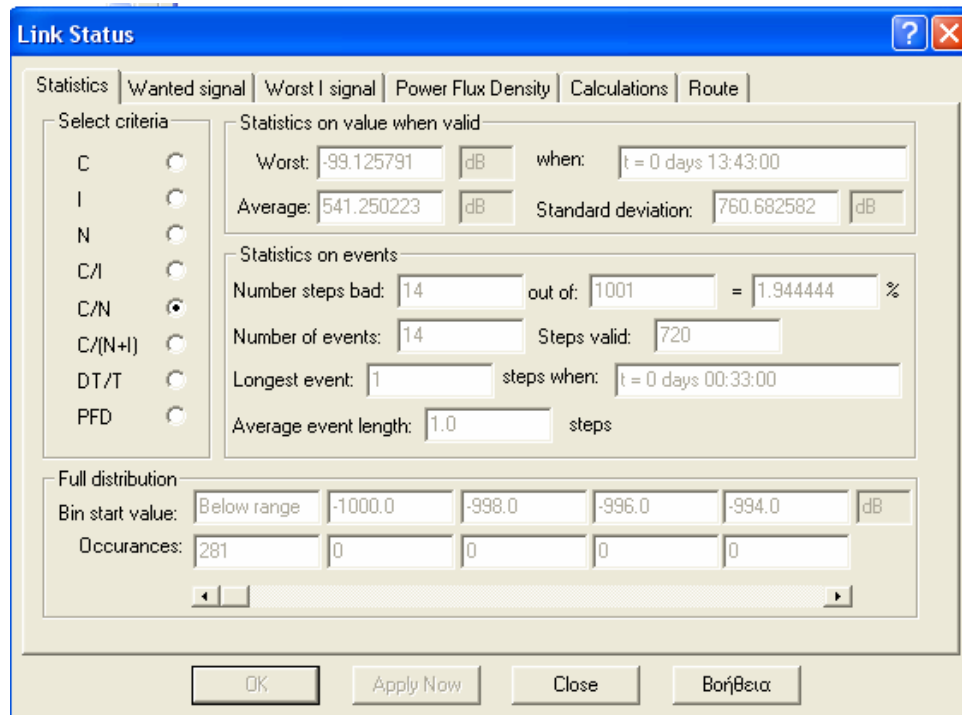 Link Status
Statistics Wanted signal Worst I signal Power Flux Density Calculations Route
Select criteria
C
I
N
C/I
C/N
C/(N+I)
DT/T
PFD
Statistics on value when valid
Worst: -99.125791 dB when: t = 0 days 13:43:00
Average: 541.250223 dB Standard deviation: 760.682582 dB
Statistics on events
Number steps bad: 14 out of: 1001 = 1.944444 %
Number of events: 14 Steps valid: 720
Longest event: 1 steps when: t = 0 days 00:33:00
Average event length: 1.0 steps
Full distribution
Bin start value: Below range -1000.0 -998.0 -996.0 -994.0 dB
Occurances: 281 0 0 0 0
OK Apply Now Close Βοήθεια